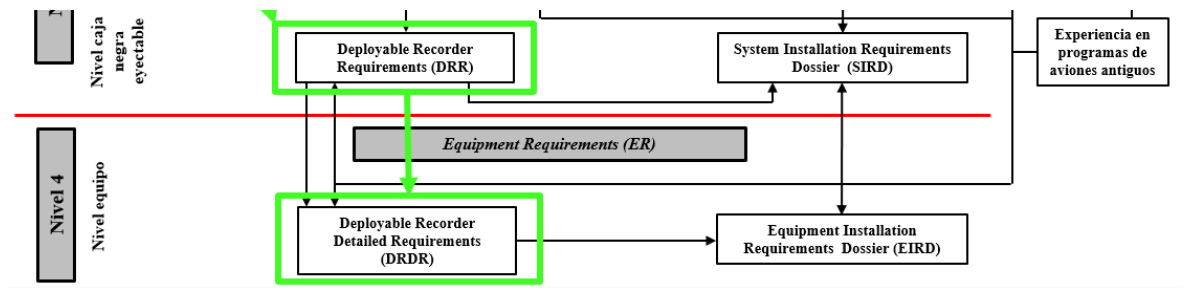 Nivel caja
negra
eyectable
Deployable Recorder
Requirements (DRR)
System Installation Requirements
Dossier (SIRD)
Experiencia en
programas de
aviones antiguos
Equipment Requirements (ER)
Nivel 4
Nivel equipo
Deployable Recorder
Detailed Requirements
(DRDR)
Equipment Installation
Requirements Dossier (EIRD)